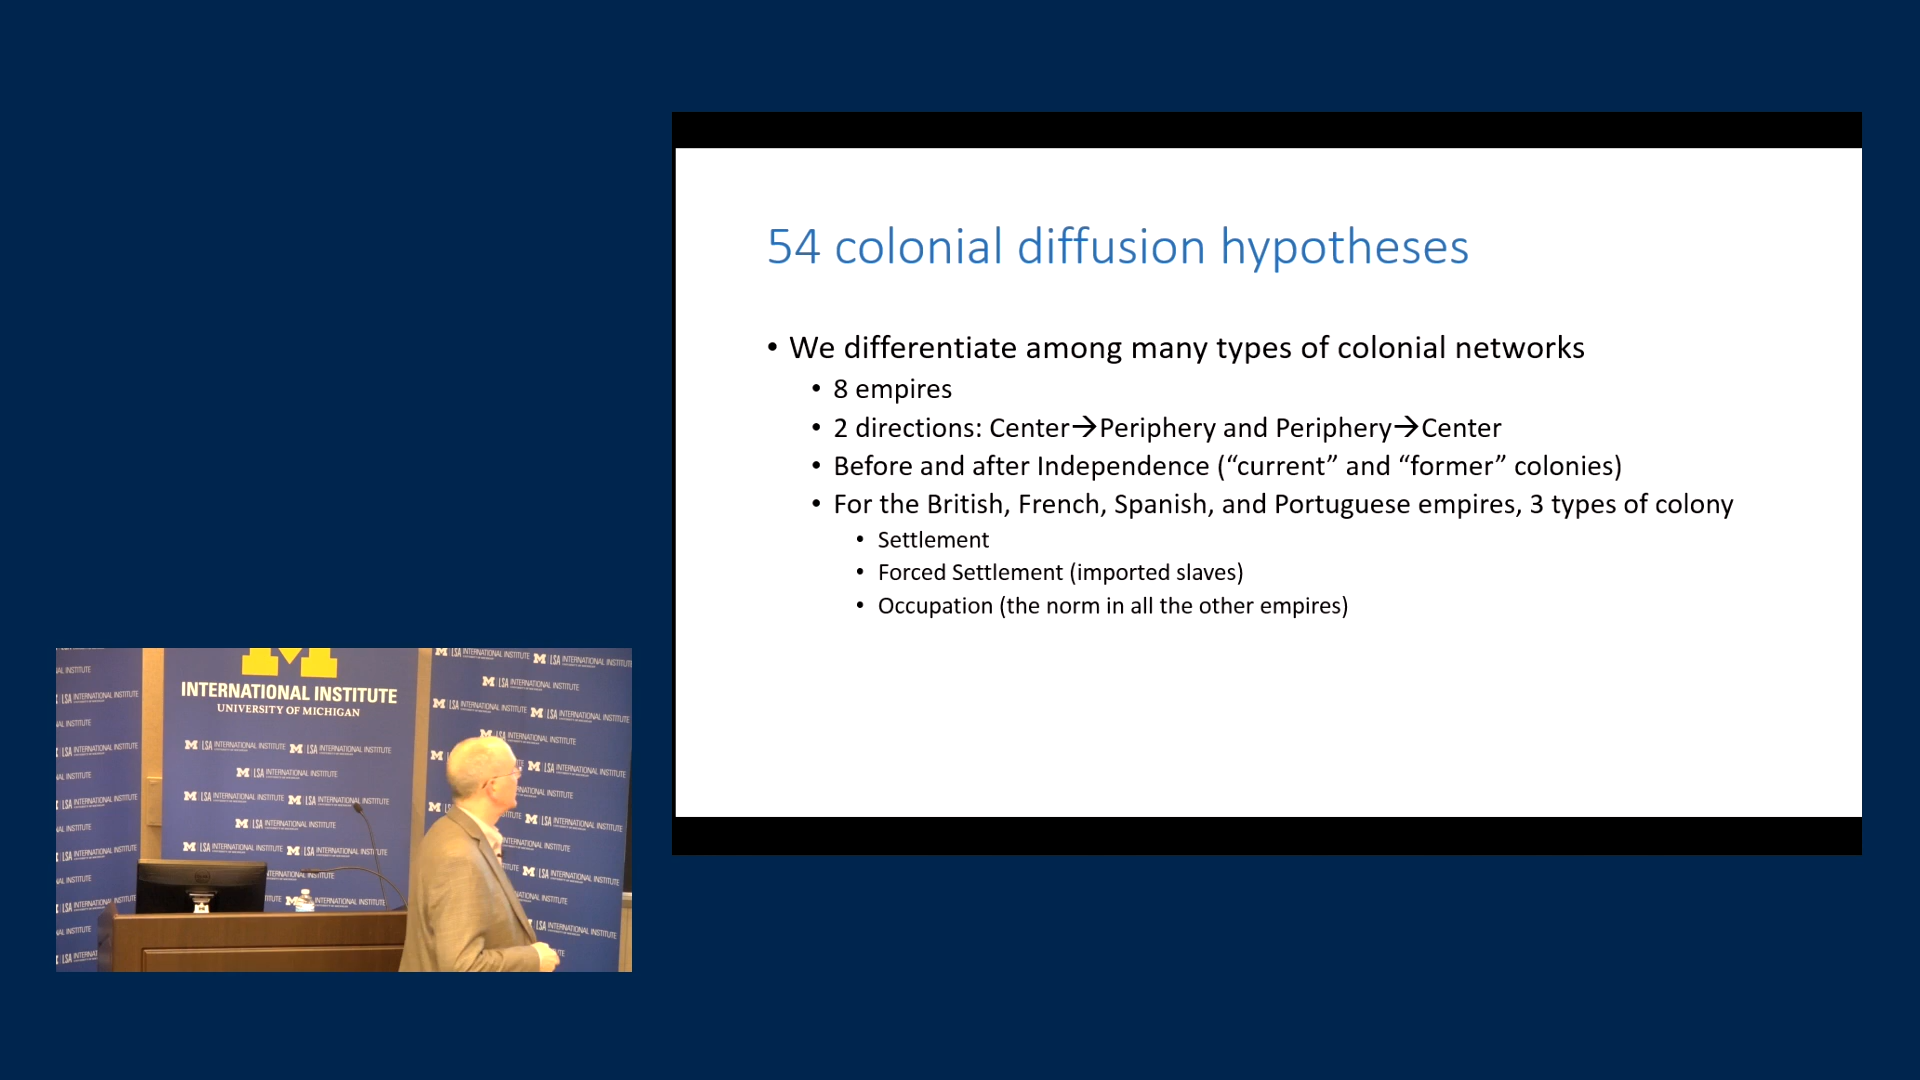 54 colonial diffusion hypotheses
• We differentiate among many types of colonial networks
• 8 empires
• 2 directions: Center→Periphery and Periphery→Center
• Before and after Independence (“current” and “former” colonies)
• For the British, French, Spanish, and Portuguese empires, 3 types of colony
• Settlement
• Forced Settlement (imported slaves)
• Occupation (the norm in all the other empires)
M
INTERNATIONAL INSTITUTE
UNIVERSITY OF MICHIGAN
M LSA INTERNATIONAL INSTITUTE